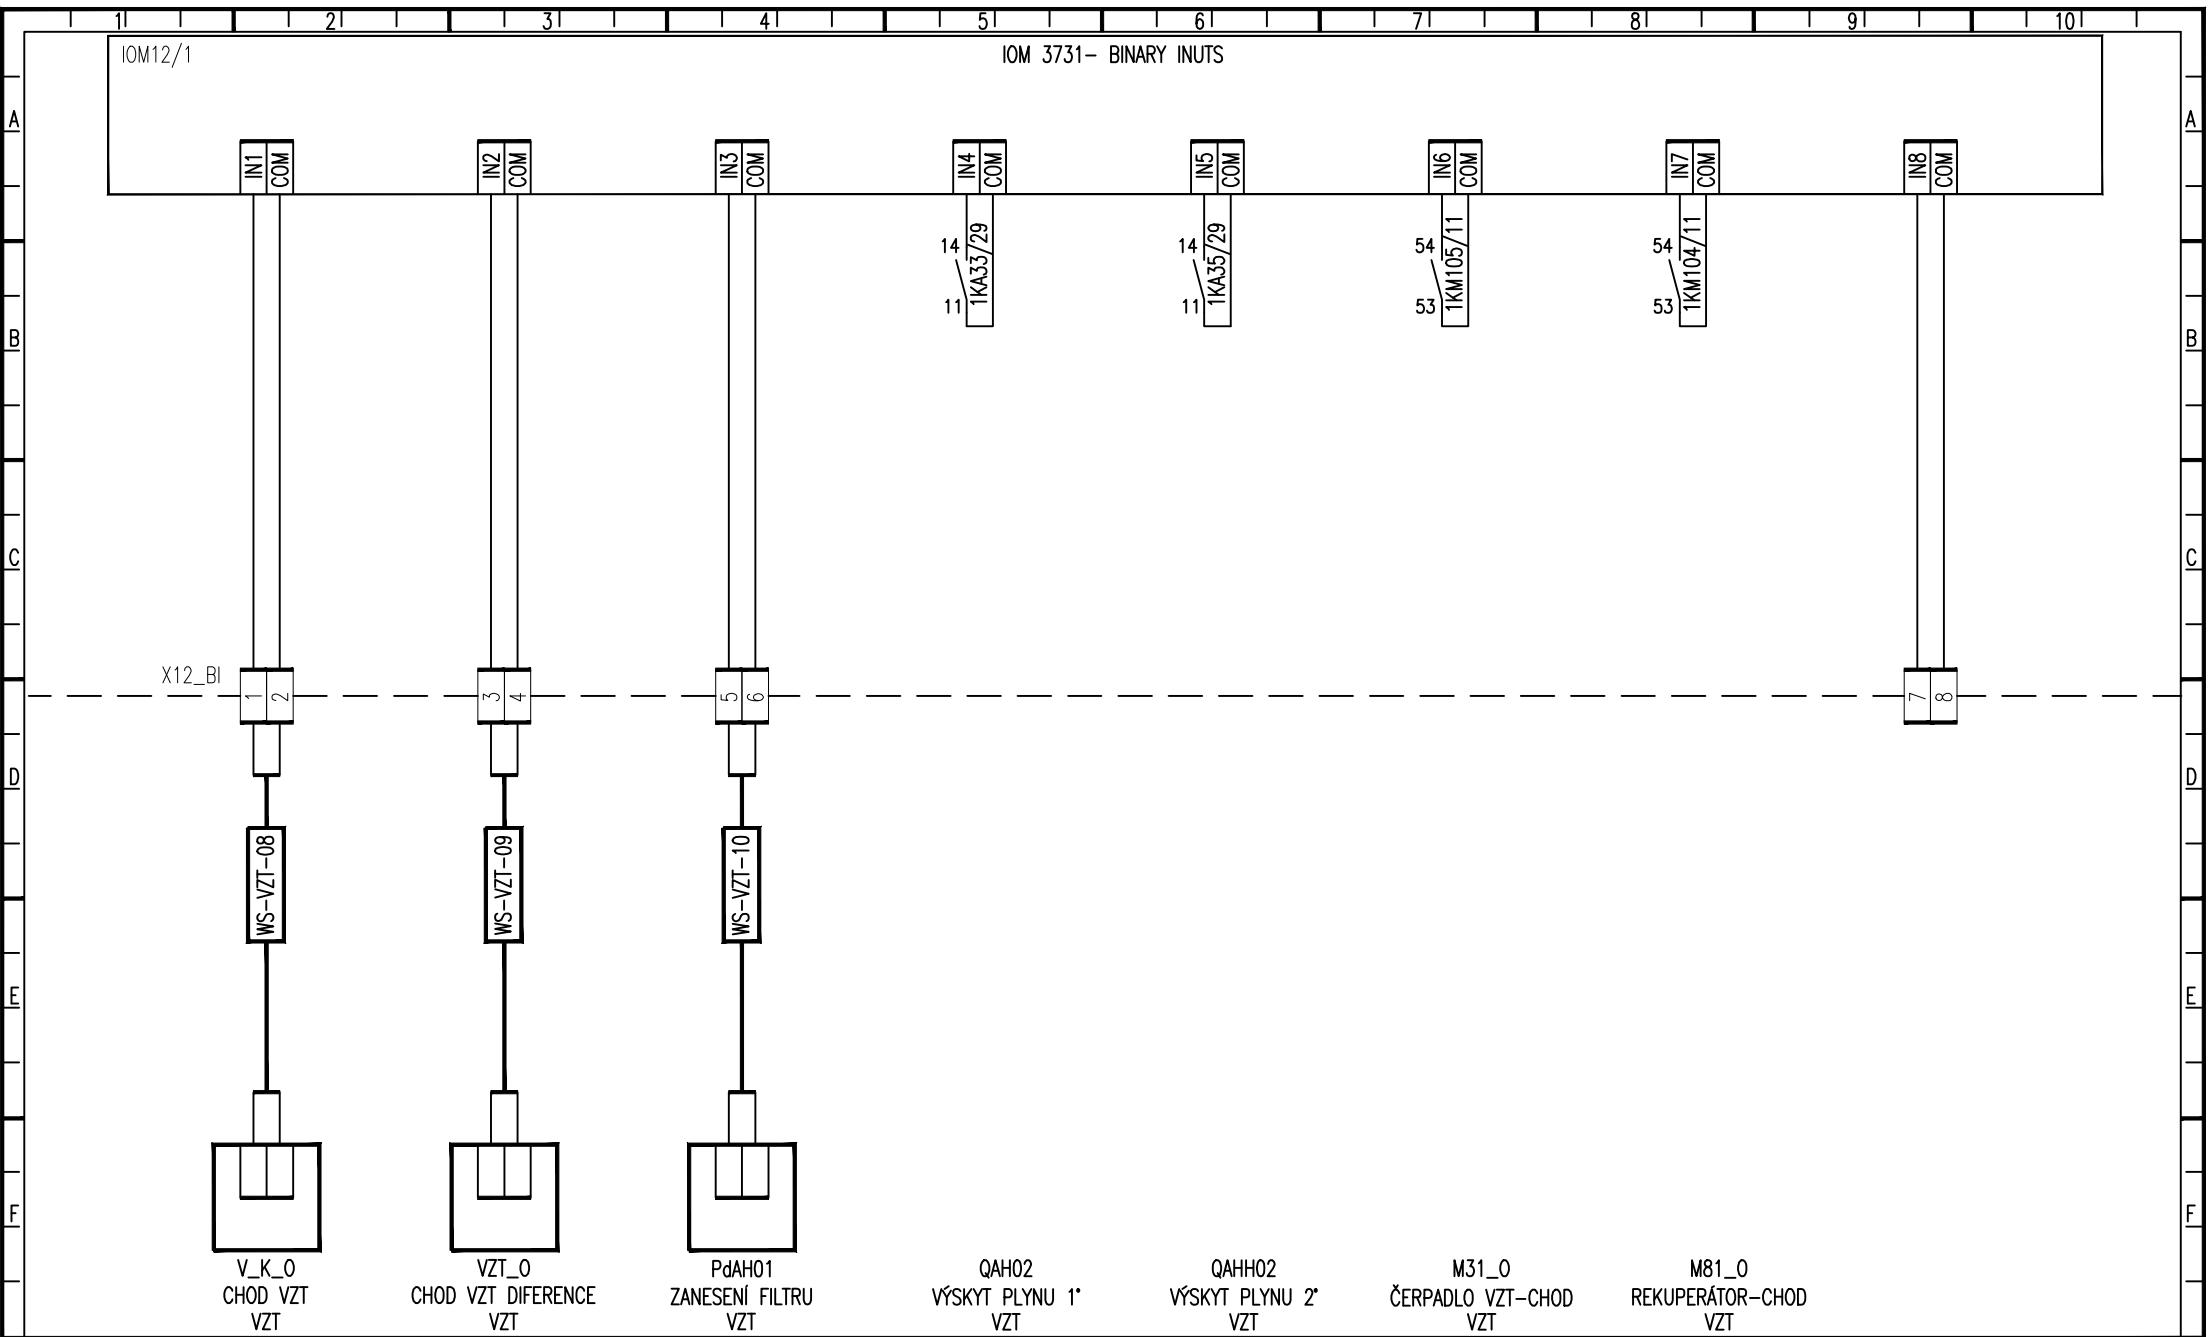 1 2 3 4 5 6 7 8 9 10
IOM12/1
IOM 3731- BINARY INUTS
A A
IN1 COM IN2 COM IN3 COM IN4 COM IN5 COM IN6 COM IN7 COM IN8 COM
14 11 1KA33/29
14 11 1KA35/29
54 53 1KM105/11
54 53 1KM104/11
B B
C C
X12_BI
1 2 3 4 5 6 7 8
D D
WS-VZT-08 WS-VZT-09 WS-VZT-10
E E
F F
V_K_O
CHOD VZT
VZT
VZT_O
CHOD VZT DIFERENCE
VZT
PdAH01
ZANESENÍ FILTRU
VZT
QAH02
VÝSKYT PLYNU 1°
VZT
QAHH02
VÝSKYT PLYNU 2°
VZT
M31_O
ČERPADLO VZT-CHOD
VZT
M81_O
REKUPERÁTOR-CHOD
VZT